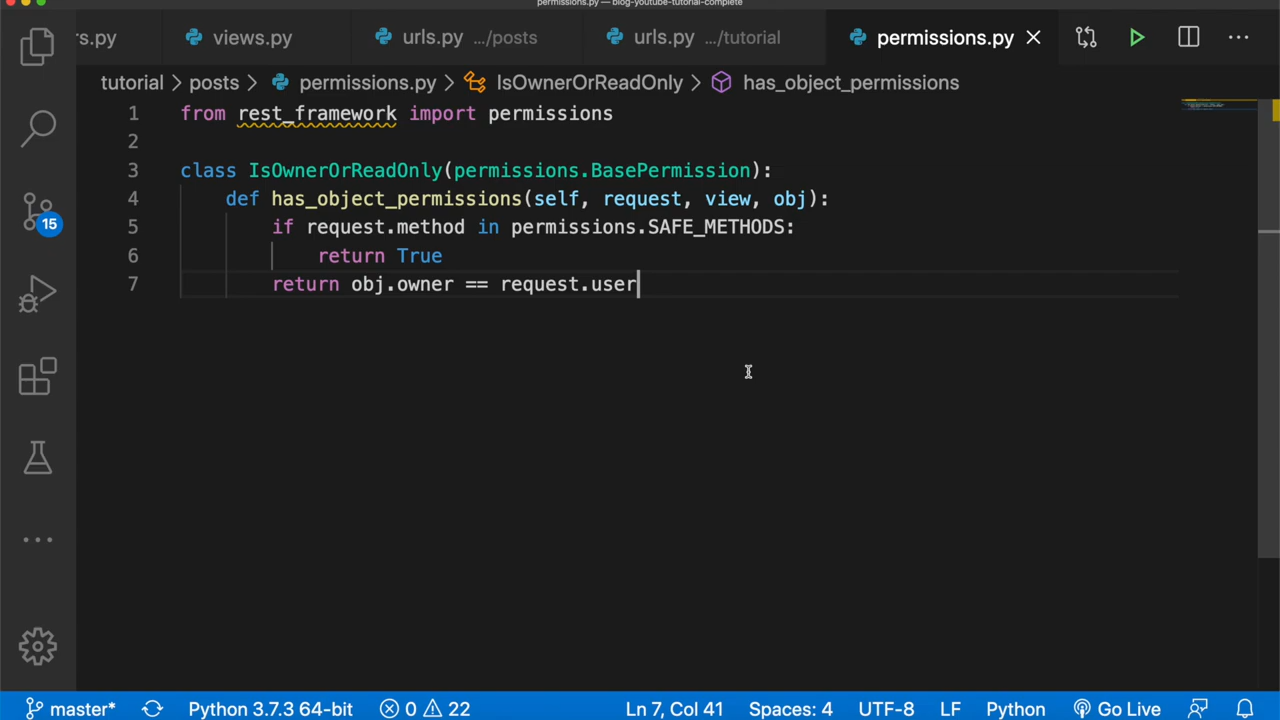 permissions.py — blog-youtube-tutorial-complete
rs.py views.py urls.py .../posts urls.py .../tutorial permissions.py
tutorial > posts > permissions.py > IsOwnerOrReadOnly > has_object_permissions
1 from rest_framework import permissions
2
3 class IsOwnerOrReadOnly(permissions.BasePermission):
4 def has_object_permissions(self, request, view, obj):
5 if request.method in permissions.SAFE_METHODS:
6 return True
7 return obj.owner == request.user
15
master* Python 3.7.3 64-bit 0 22 Ln 7, Col 41 Spaces: 4 UTF-8 LF Python Go Live